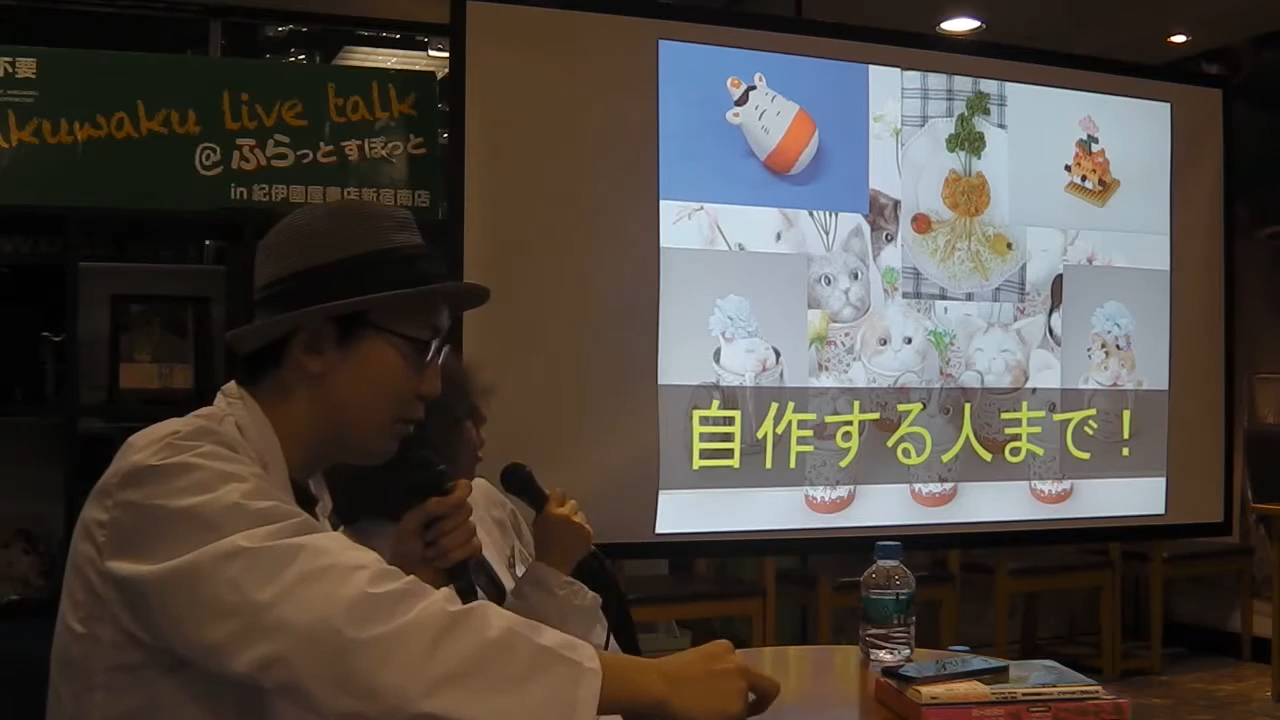 不要
akuwaku live talk
@ふらっとすぽっと
in 紀伊國屋書店新宿南店
自作する人まで！